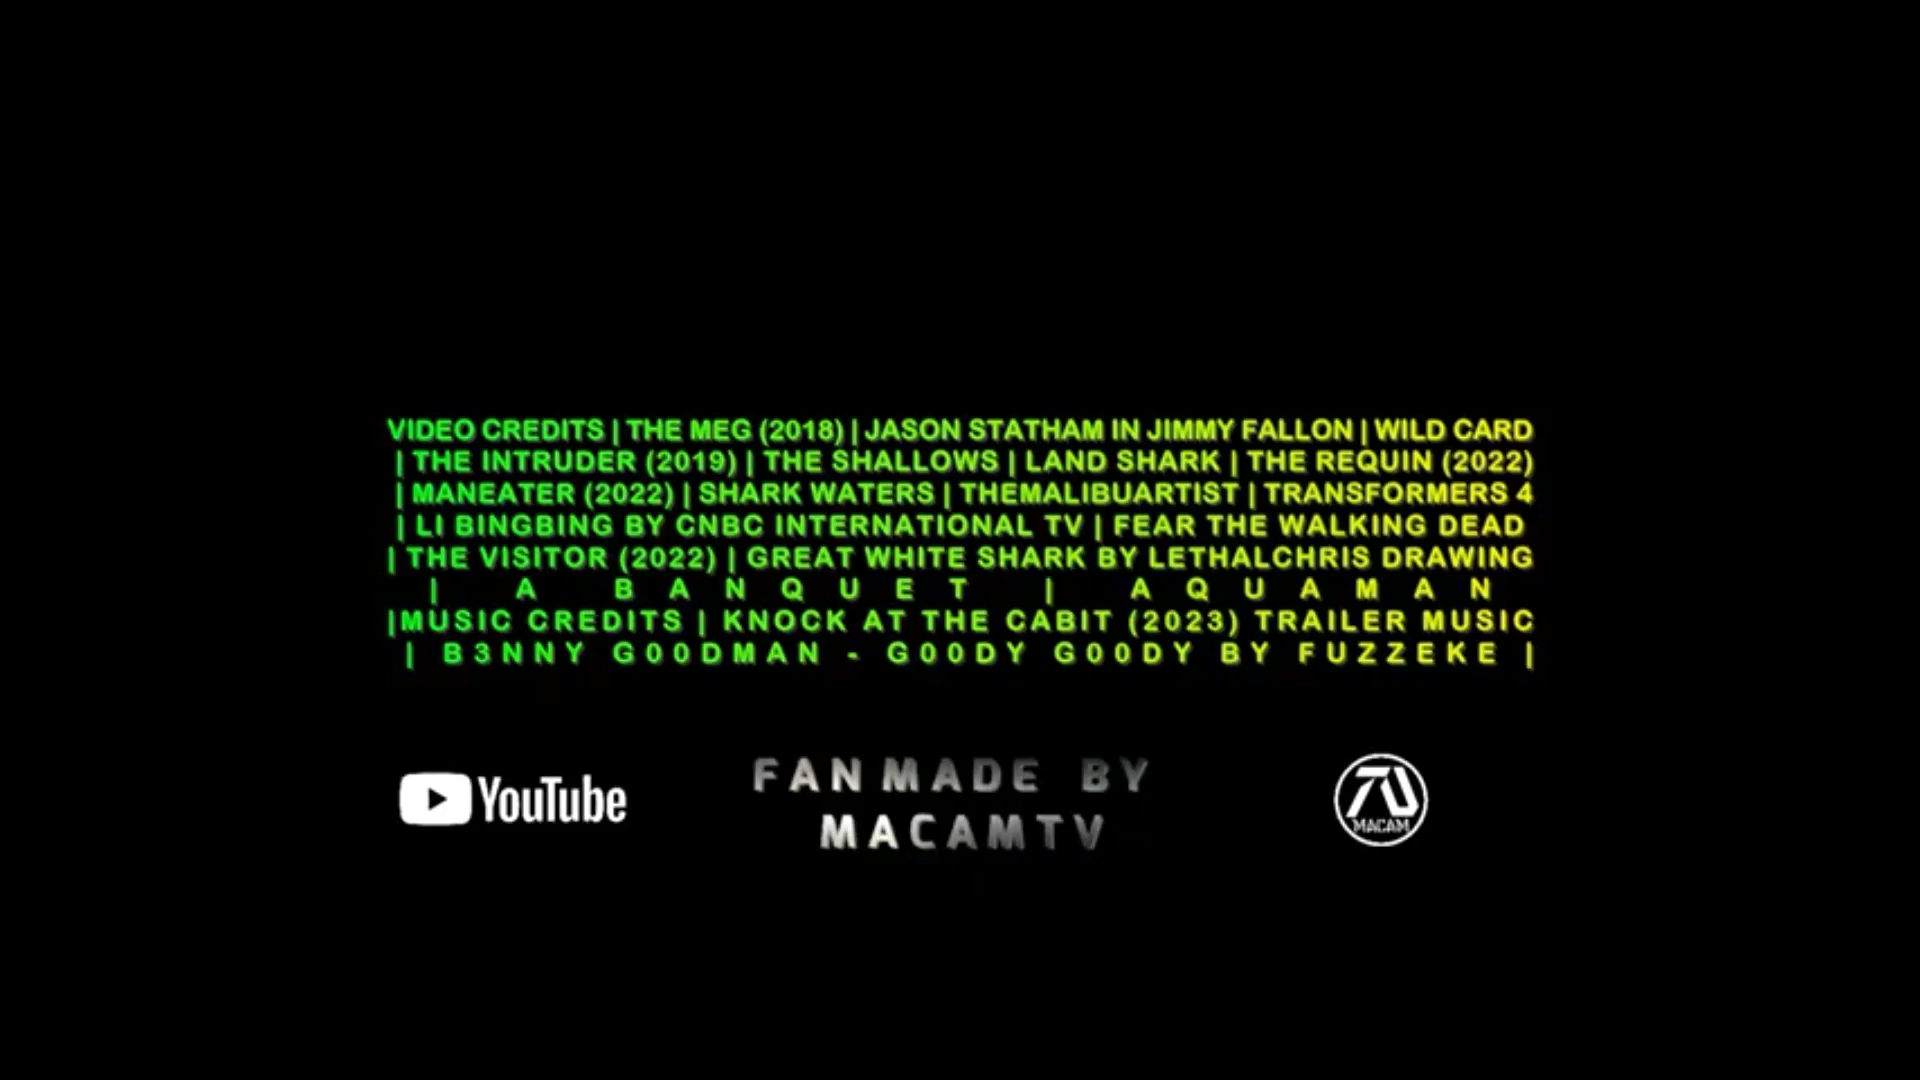 VIDEO CREDITS | THE MEG (2018) | JASON STATHAM IN JIMMY FALLON | WILD CARD
| THE INTRUDER (2019) | THE SHALLOWS | LAND SHARK | THE REQUIN (2022)
| MANEATER (2022) | SHARK WATERS | THEMALIBUARTIST | TRANSFORMERS 4
| LI BINGBING BY CNBC INTERNATIONAL TV | FEAR THE WALKING DEAD
| THE VISITOR (2022) | GREAT WHITE SHARK BY LETHALCHRIS DRAWING
| A BANQUET | AQUAMAN
|MUSIC CREDITS | KNOCK AT THE CABIT (2023) TRAILER MUSIC
| B3NNY G00DMAN - G00DY G00DY BY FUZZEKE |
YouTube
FANMADE BY
MACAMTV
MACAM